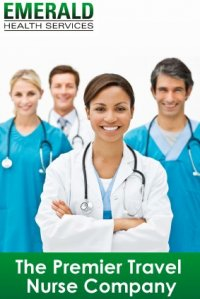 EMERALD
HEALTH SERVICES
The Premier Travel
Nurse Company